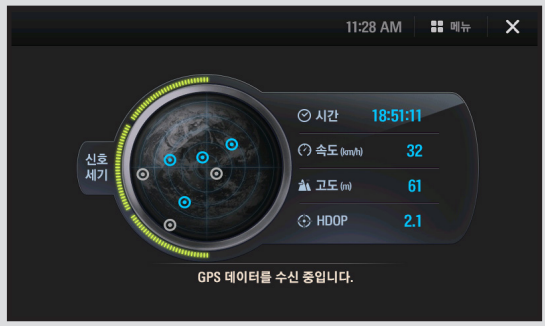 11:28 AM 메뉴
신호
세기
시간 18:51:11
속도 (km/h) 32
고도 (m) 61
HDOP 2.1
GPS 데이터를 수신 중입니다.